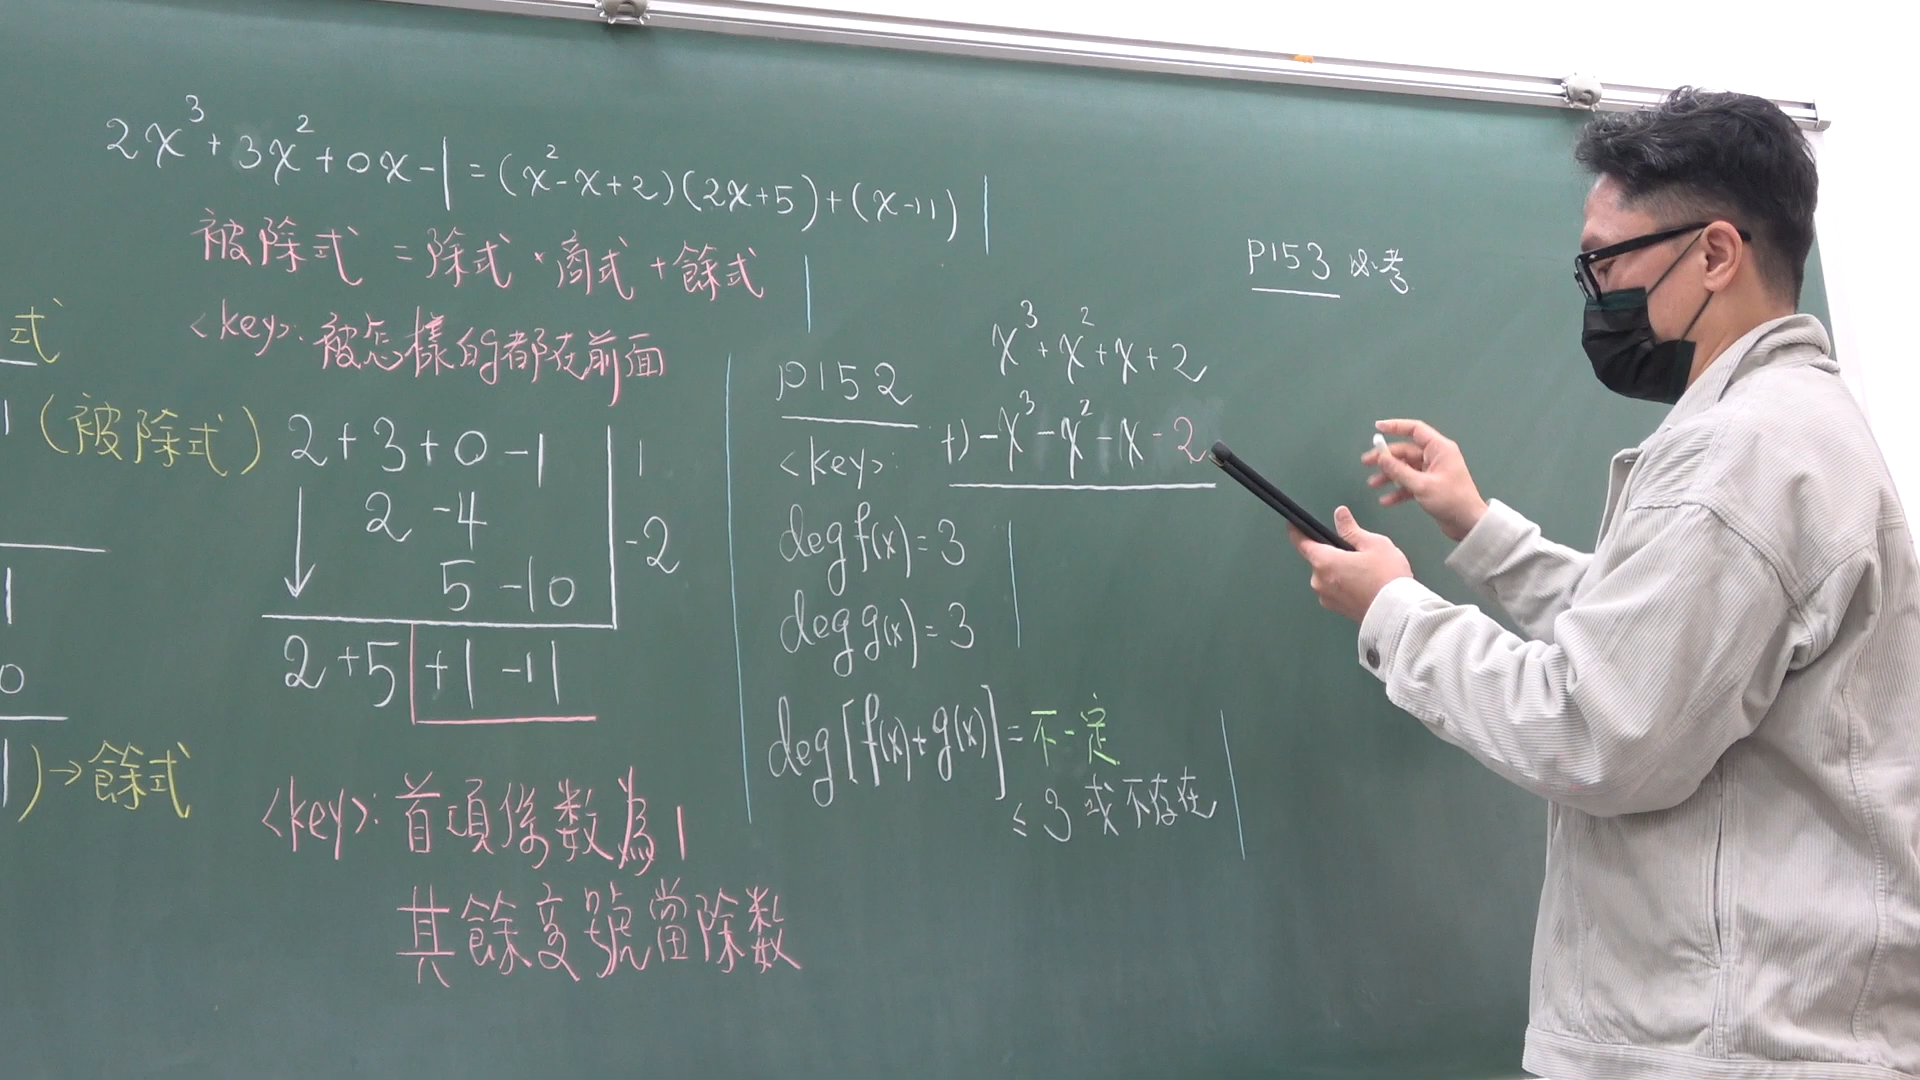 2x³+3x²+0x-1=(x²-x+2)(2x+5)+(x-11)
被除式=除式×商式+餘式
<key>:被怎樣的都在前面
式
1(被除式)
1
0
1)→餘式
2+3+0-1 1
2-4 -2
5-10
2+5+1-11
<key>:首項係數為1
其餘变號當除数
P152
<key>:
x³+x²+x+2
+)-x³-x²-x-2
deg f(x)=3
deg g(x)=3
deg[f(x)+g(x)]=不一定
≤3或不存在
P153 必考